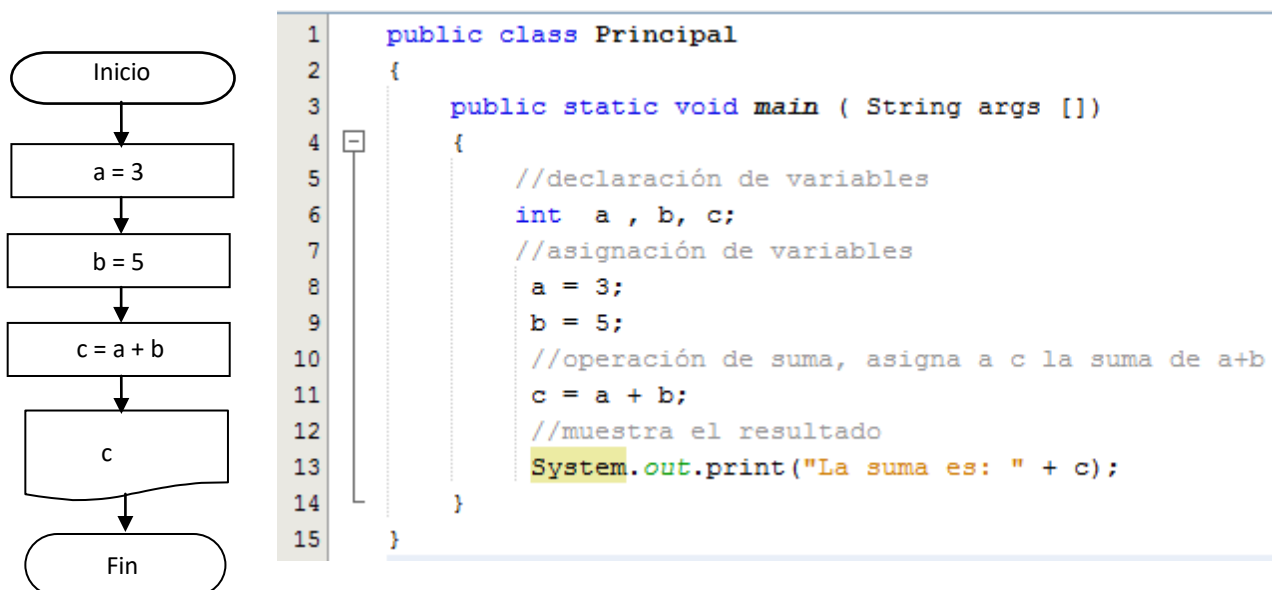 Inicio
a = 3
b = 5
c = a + b
c
Fin
1 public class Principal
2 {
3 public static void main ( String args [])
4 {
5 //declaración de variables
6 int  a , b, c;
7 //asignación de variables
8 a = 3;
9 b = 5;
10 //operación de suma, asigna a c la suma de a+b
11 c = a + b;
12 //muestra el resultado
13 System.out.print("La suma es: " + c);
14 }
15 }